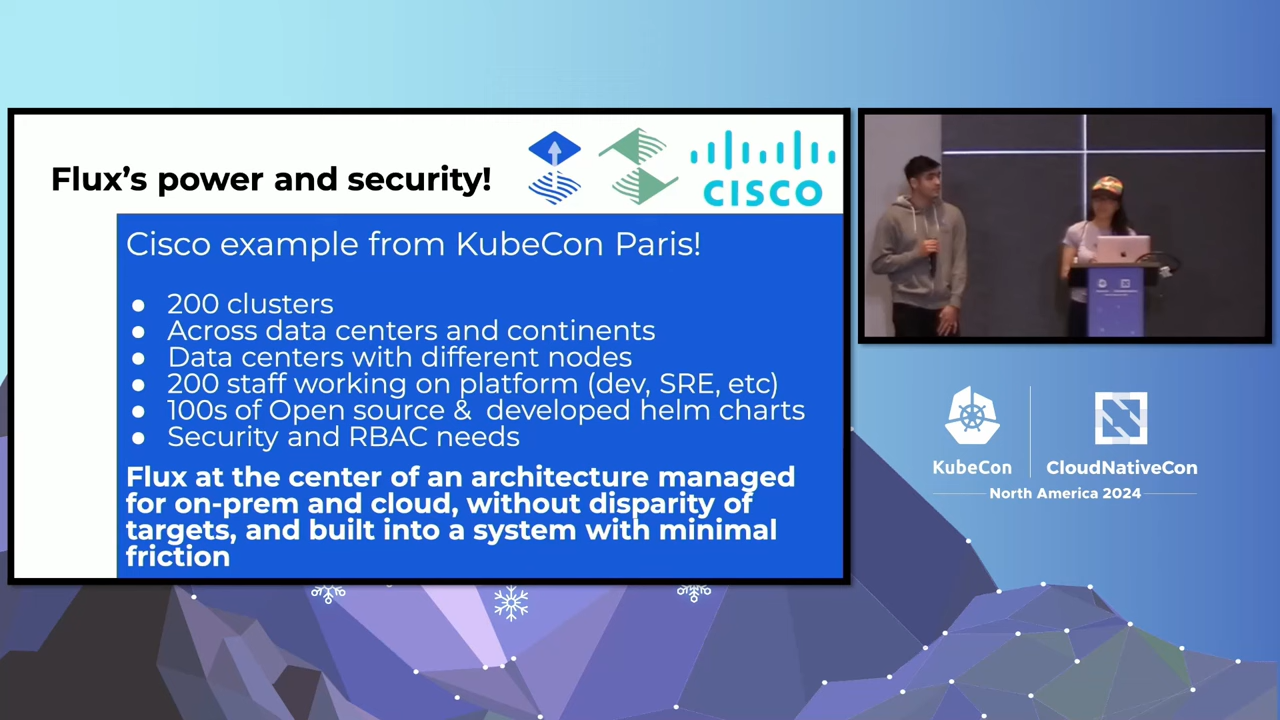 Flux's power and security!
CISCO
Cisco example from KubeCon Paris!
● 200 clusters
● Across data centers and continents
● Data centers with different nodes
● 200 staff working on platform (dev, SRE, etc)
● 100s of Open source & developed helm charts
● Security and RBAC needs
Flux at the center of an architecture managed
for on-prem and cloud, without disparity of
targets, and built into a system with minimal
friction
KubeCon
CloudNativeCon
North America 2024